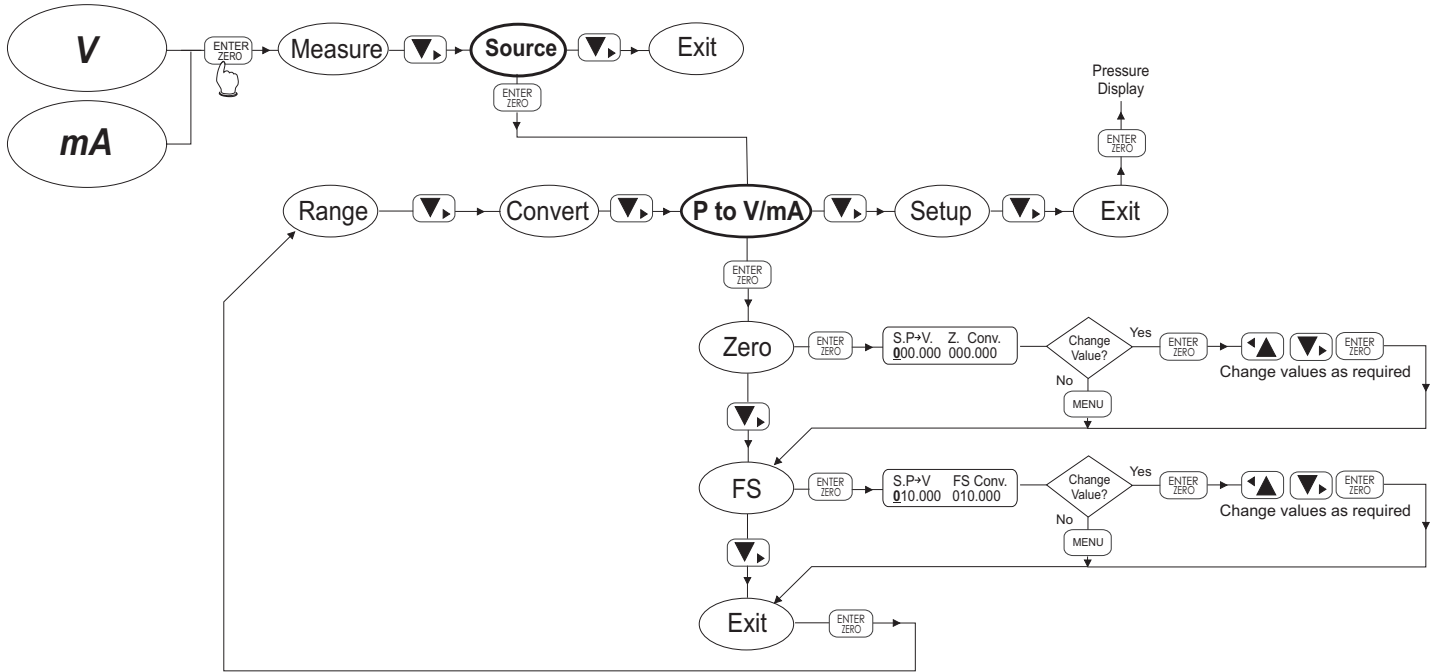 V
ENTER
ZERO
Measure
Source
Exit
mA
ENTER
ZERO
Pressure
Display
ENTER
ZERO
Range
Convert
P to V/mA
Setup
Exit
ENTER
ZERO
Zero
ENTER
ZERO
S.P→V. Z. Conv.
000.000 000.000
Change
Value?
Yes
ENTER
ZERO
ENTER
ZERO
Change values as required
No
MENU
FS
ENTER
ZERO
S.P→V FS Conv.
010.000 010.000
Change
Value?
Yes
ENTER
ZERO
ENTER
ZERO
Change values as required
No
MENU
Exit
ENTER
ZERO